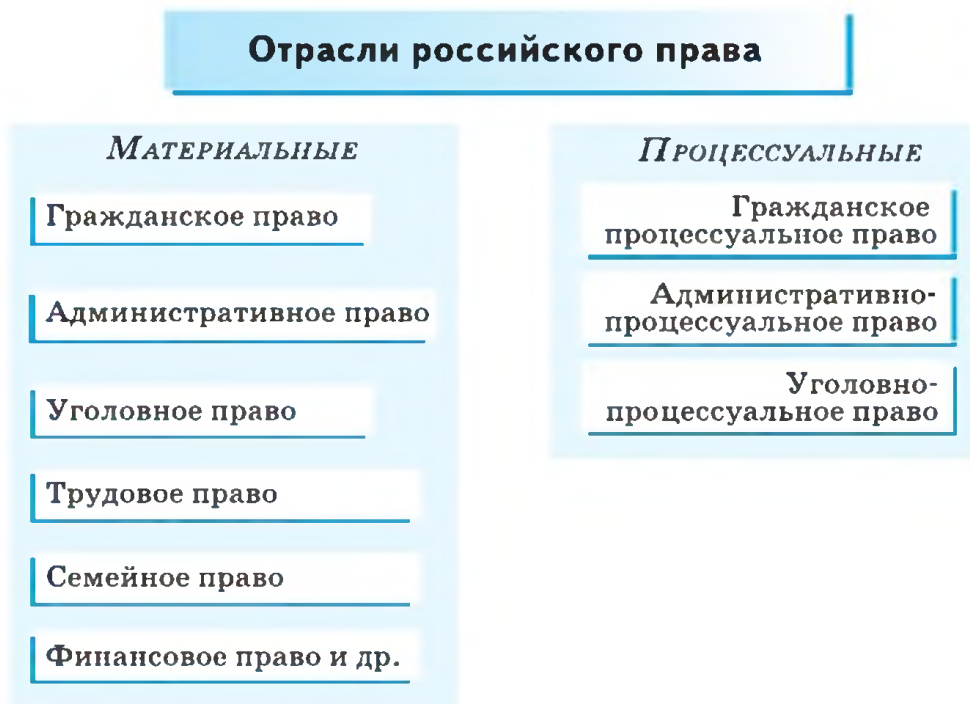 Отрасли российского права
МАТЕРИАЛЬНЫЕ
Гражданское право
Административное право
Уголовное право
Трудовое право
Семейное право
Финансовое право и др.
ПРОЦЕССУАЛЬНЫЕ
Гражданское
процессуальное право
Административно-
процессуальное право
Уголовно-
процессуальное право